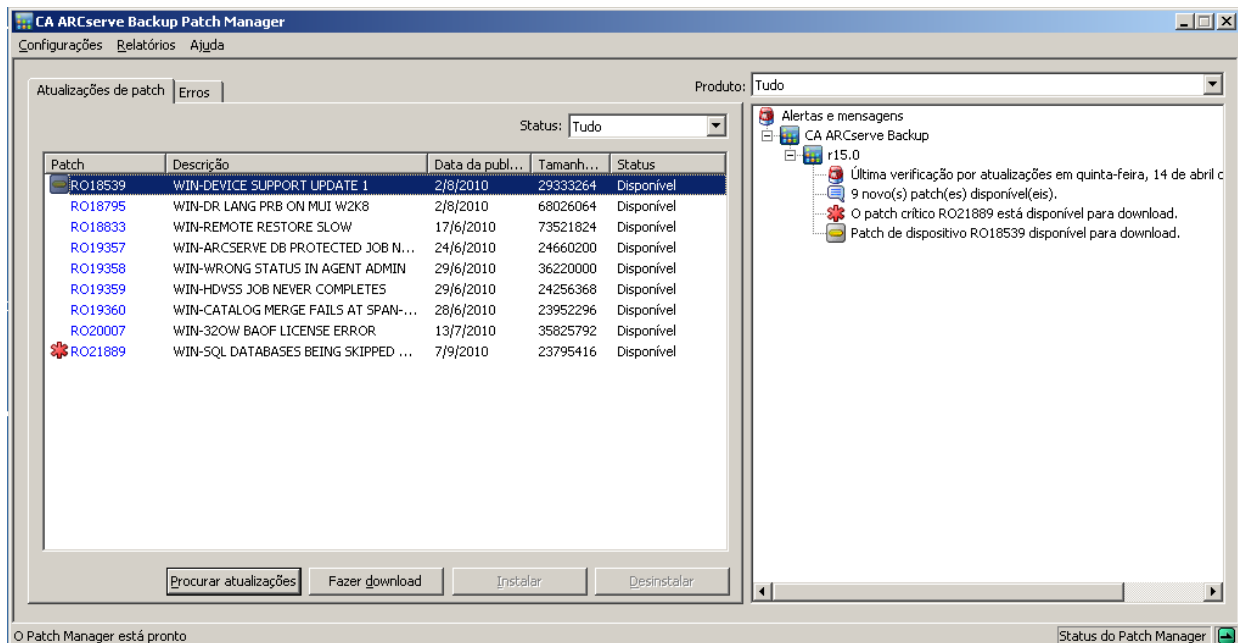 CA ARCserve Backup Patch Manager
Configurações Relatórios Ajuda
Atualizações de patch Erros
Produto: Tudo
Status: Tudo
Patch Descrição Data da publ... Tamanh... Status
RO18539 WIN-DEVICE SUPPORT UPDATE 1 2/8/2010 29333264 Disponível
RO18795 WIN-DR LANG PRB ON MUI W2K8 2/8/2010 68026064 Disponível
RO18833 WIN-REMOTE RESTORE SLOW 17/6/2010 73521824 Disponível
RO19357 WIN-ARCSERVE DB PROTECTED JOB N... 24/6/2010 24660200 Disponível
RO19358 WIN-WRONG STATUS IN AGENT ADMIN 29/6/2010 36220000 Disponível
RO19359 WIN-HDVSS JOB NEVER COMPLETES 29/6/2010 24256368 Disponível
RO19360 WIN-CATALOG MERGE FAILS AT SPAN-... 28/6/2010 23952296 Disponível
RO20007 WIN-32OW BAOF LICENSE ERROR 13/7/2010 35825792 Disponível
RO21889 WIN-SQL DATABASES BEING SKIPPED ... 7/9/2010 23795416 Disponível
Procurar atualizações Fazer download Instalar Desinstalar
Alertas e mensagens
CA ARCserve Backup
r15.0
Última verificação por atualizações em quinta-feira, 14 de abril c
9 novo(s) patch(es) disponível(eis).
O patch crítico RO21889 está disponível para download.
Patch de dispositivo RO18539 disponível para download.
O Patch Manager está pronto
Status do Patch Manager